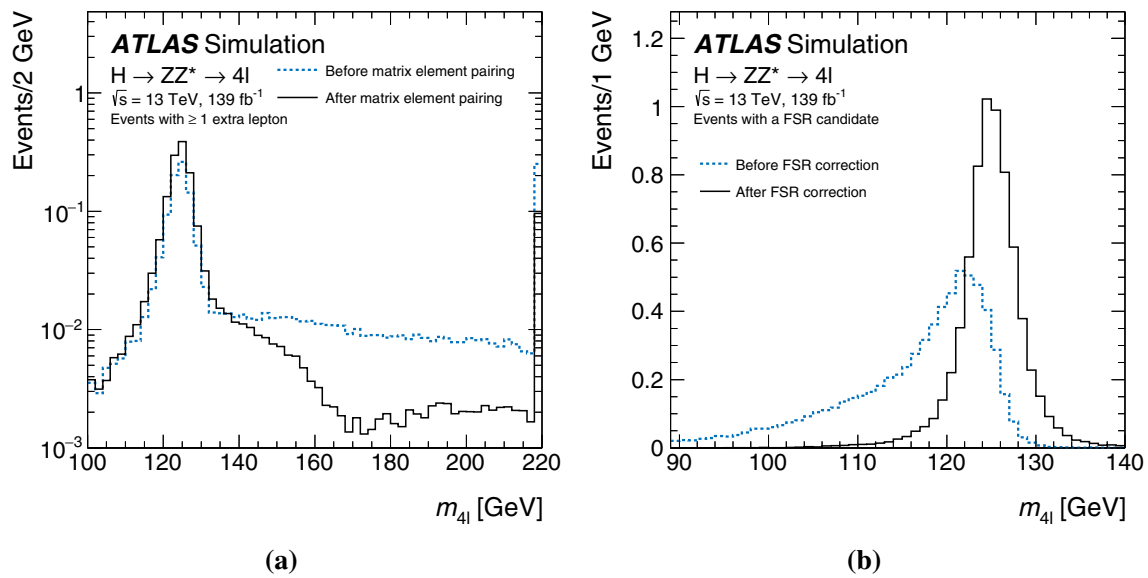 Events/2 GeV
ATLAS Simulation
H → ZZ* → 4l
√s = 13 TeV, 139 fb⁻¹
Events with ≥ 1 extra lepton
Before matrix element pairing
After matrix element pairing
1
10⁻¹
10⁻²
10⁻³
100 120 140 160 180 200 220
m4l [GeV]
(a)
Events/1 GeV
ATLAS Simulation
H → ZZ* → 4l
√s = 13 TeV, 139 fb⁻¹
Events with a FSR candidate
Before FSR correction
After FSR correction
1.2
1
0.8
0.6
0.4
0.2
0
90 100 110 120 130 140
m4l [GeV]
(b)